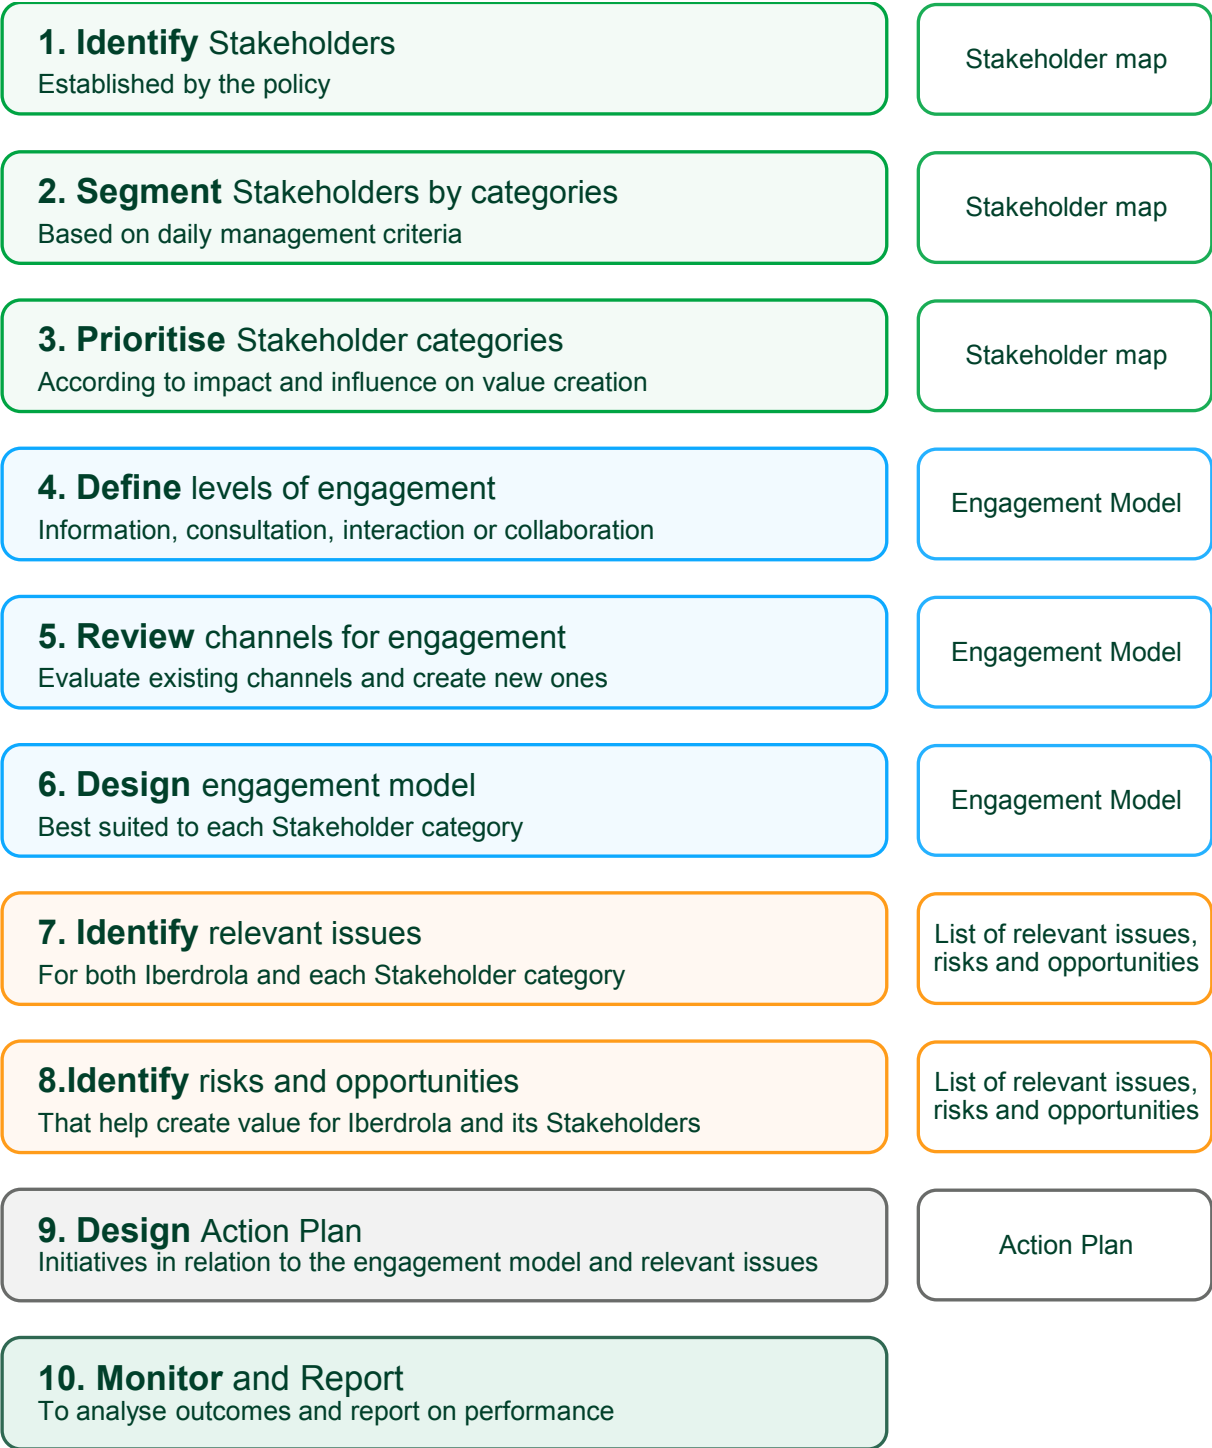 1. Identify Stakeholders
Established by the policy
Stakeholder map
2. Segment Stakeholders by categories
Based on daily management criteria
Stakeholder map
3. Prioritise Stakeholder categories
According to impact and influence on value creation
Stakeholder map
4. Define levels of engagement
Information, consultation, interaction or collaboration
Engagement Model
5. Review channels for engagement
Evaluate existing channels and create new ones
Engagement Model
6. Design engagement model
Best suited to each Stakeholder category
Engagement Model
7. Identify relevant issues
For both Iberdrola and each Stakeholder category
List of relevant issues,
risks and opportunities
8.Identify risks and opportunities
That help create value for Iberdrola and its Stakeholders
List of relevant issues,
risks and opportunities
9. Design Action Plan
Initiatives in relation to the engagement model and relevant issues
Action Plan
10. Monitor and Report
To analyse outcomes and report on performance